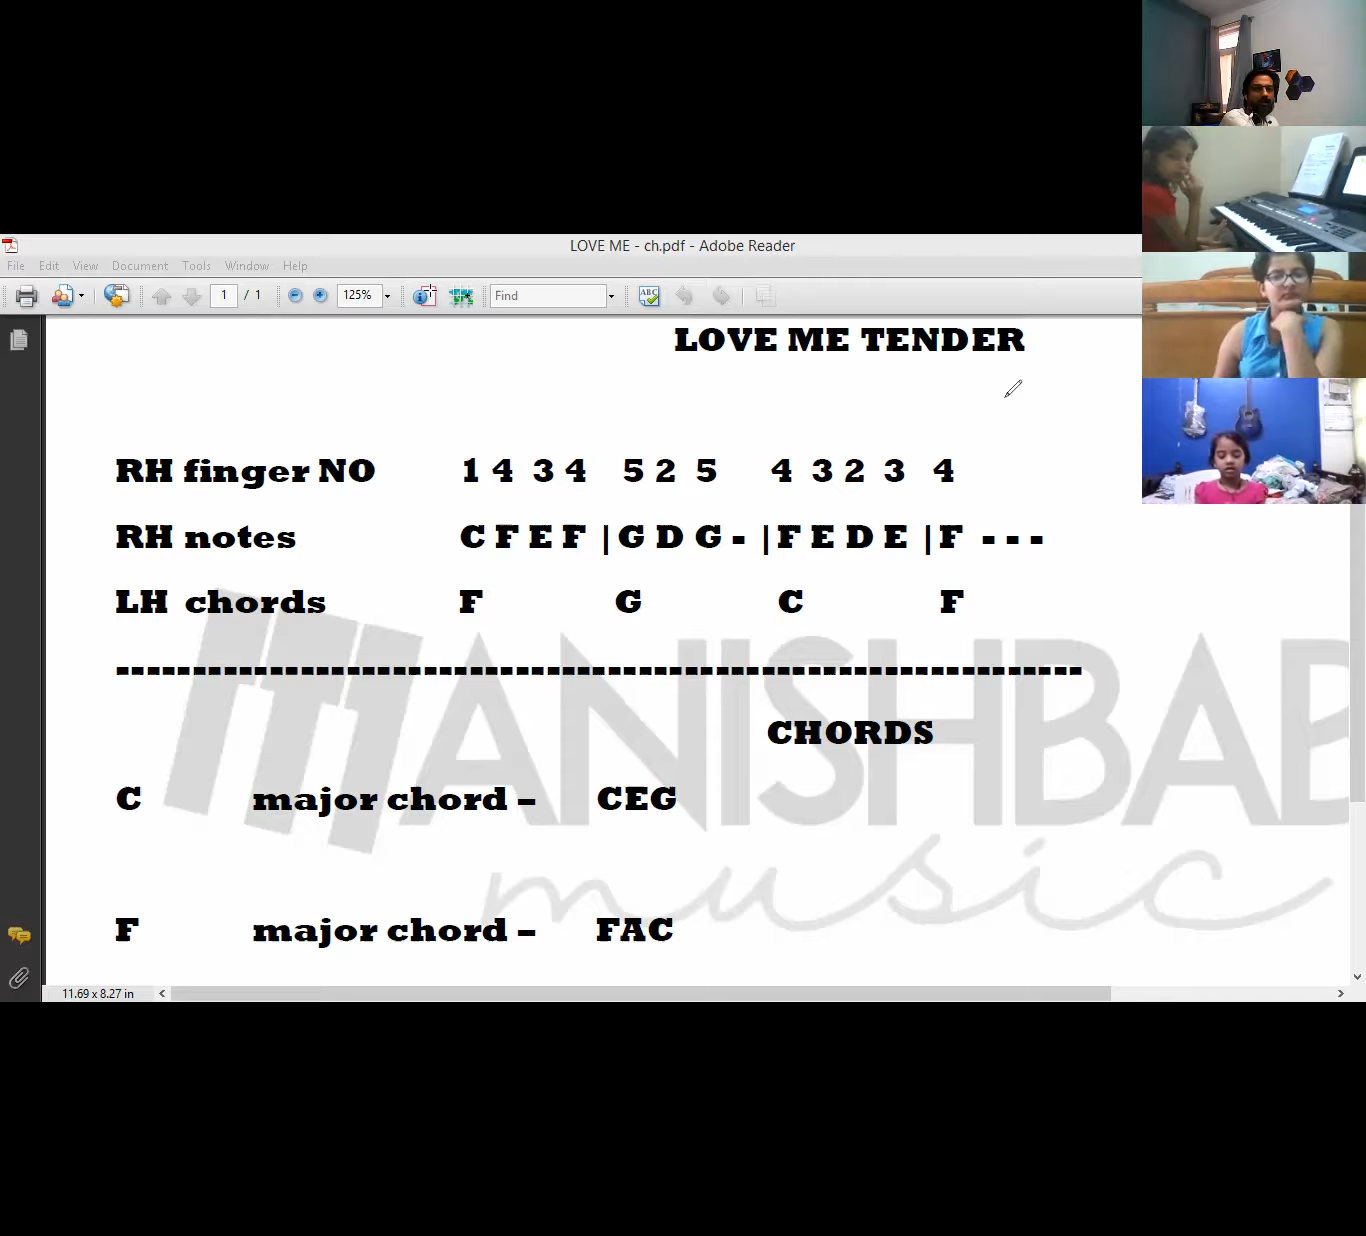 LOVE ME - ch.pdf - Adobe Reader
File Edit View Document Tools Window Help
1 / 1 125% Find
LOVE ME TENDER
RH finger NO 1 4 3 4 5 2 5 4 3 2 3 4
RH notes C F E F | G D G - | F E D E | F - - -
LH chords F G C F
---------------------------------------------------------------
CHORDS
C major chord – CEG
F major chord – FAC
MANISHBAB
music
11.69 x 8.27 in